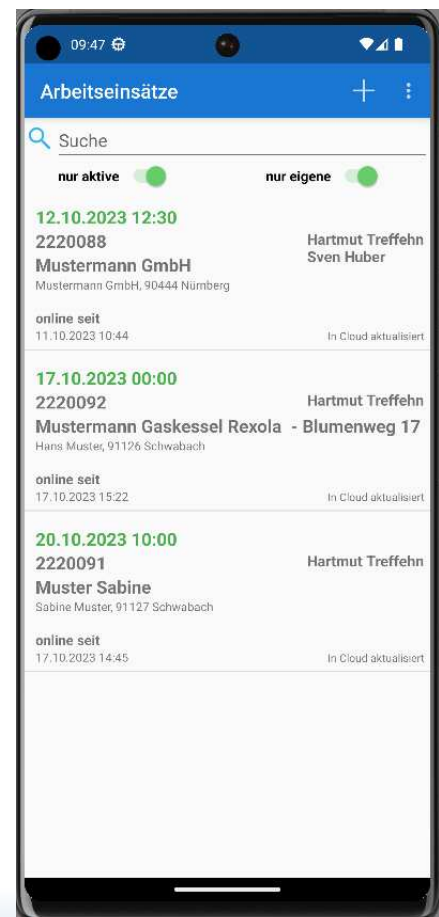 09:47
Arbeitseinsätze
Suche
nur aktive nur eigene
12.10.2023 12:30
2220088 Hartmut Treffehn
Sven Huber
Mustermann GmbH
Mustermann GmbH, 90444 Nürnberg
online seit
11.10.2023 10:44 In Cloud aktualisiert
17.10.2023 00:00
2220092 Hartmut Treffehn
Mustermann Gaskessel Rexola - Blumenweg 17
Hans Muster, 91126 Schwabach
online seit
17.10.2023 15:22 In Cloud aktualisiert
20.10.2023 10:00
2220091 Hartmut Treffehn
Muster Sabine
Sabine Muster, 91127 Schwabach
online seit
17.10.2023 14:45 In Cloud aktualisiert